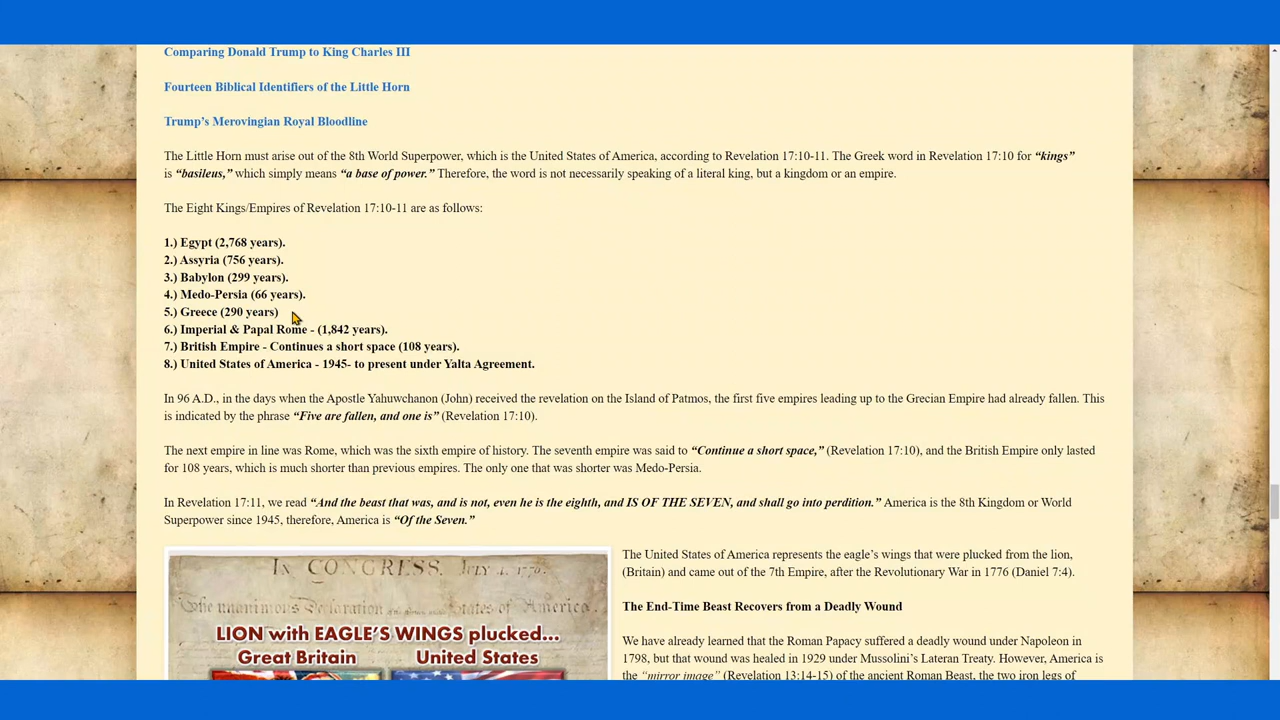 Comparing Donald Trump to King Charles III
Fourteen Biblical Identifiers of the Little Horn
Trump’s Merovingian Royal Bloodline
The Little Horn must arise out of the 8th World Superpower, which is the United States of America, according to Revelation 17:10-11. The Greek word in Revelation 17:10 for “kings”
is “basileus,” which simply means “a base of power.” Therefore, the word is not necessarily speaking of a literal king, but a kingdom or an empire.
The Eight Kings/Empires of Revelation 17:10-11 are as follows:
1.) Egypt (2,768 years).
2.) Assyria (756 years).
3.) Babylon (299 years).
4.) Medo-Persia (66 years).
5.) Greece (290 years)
6.) Imperial & Papal Rome - (1,842 years).
7.) British Empire - Continues a short space (108 years).
8.) United States of America - 1945- to present under Yalta Agreement.
In 96 A.D., in the days when the Apostle Yahuwchanon (John) received the revelation on the Island of Patmos, the first five empires leading up to the Grecian Empire had already fallen. This
is indicated by the phrase “Five are fallen, and one is” (Revelation 17:10).
The next empire in line was Rome, which was the sixth empire of history. The seventh empire was said to “Continue a short space,” (Revelation 17:10), and the British Empire only lasted
for 108 years, which is much shorter than previous empires. The only one that was shorter was Medo-Persia.
In Revelation 17:11, we read “And the beast that was, and is not, even he is the eighth, and IS OF THE SEVEN, and shall go into perdition.” America is the 8th Kingdom or World
Superpower since 1945, therefore, America is “Of the Seven.”
IN CONGRESS, JULY 4, 1776.
The unanimous Declaration of the thirteen united States of America.
LION with EAGLE’S WINGS plucked...
Great Britain United States
The United States of America represents the eagle’s wings that were plucked from the lion,
(Britain) and came out of the 7th Empire, after the Revolutionary War in 1776 (Daniel 7:4).
The End-Time Beast Recovers from a Deadly Wound
We have already learned that the Roman Papacy suffered a deadly wound under Napoleon in
1798, but that wound was healed in 1929 under Mussolini’s Lateran Treaty. However, America is
the “mirror image” (Revelation 13:14-15) of the ancient Roman Beast, the two iron legs of